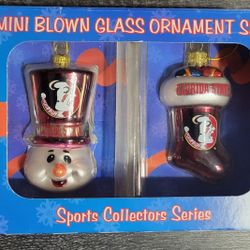 MINI BLOWN GLASS ORNAMENT S
FLORIDA STATE
Sports Collectors Series